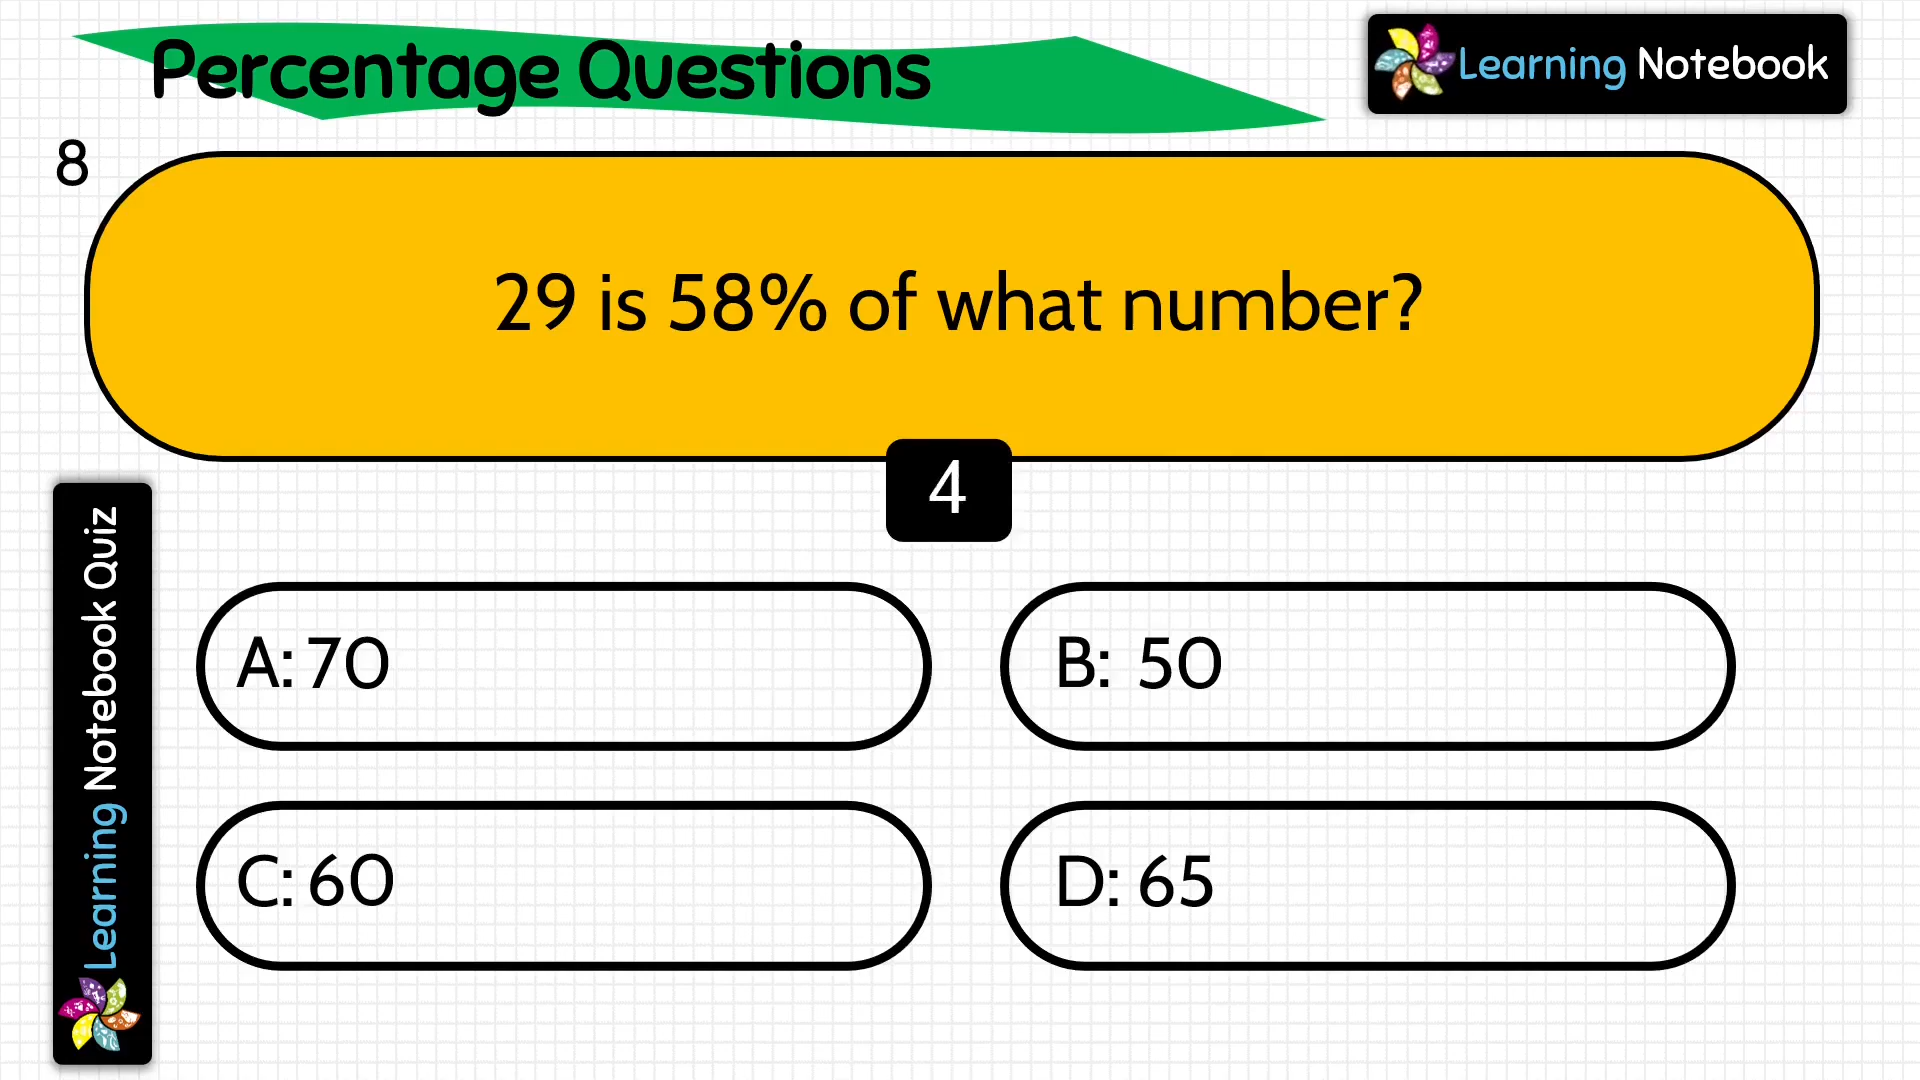 Percentage Questions
Learning Notebook
8
29 is 58% of what number?
4
A: 70
B: 50
C: 60
D: 65
Learning Notebook Quiz